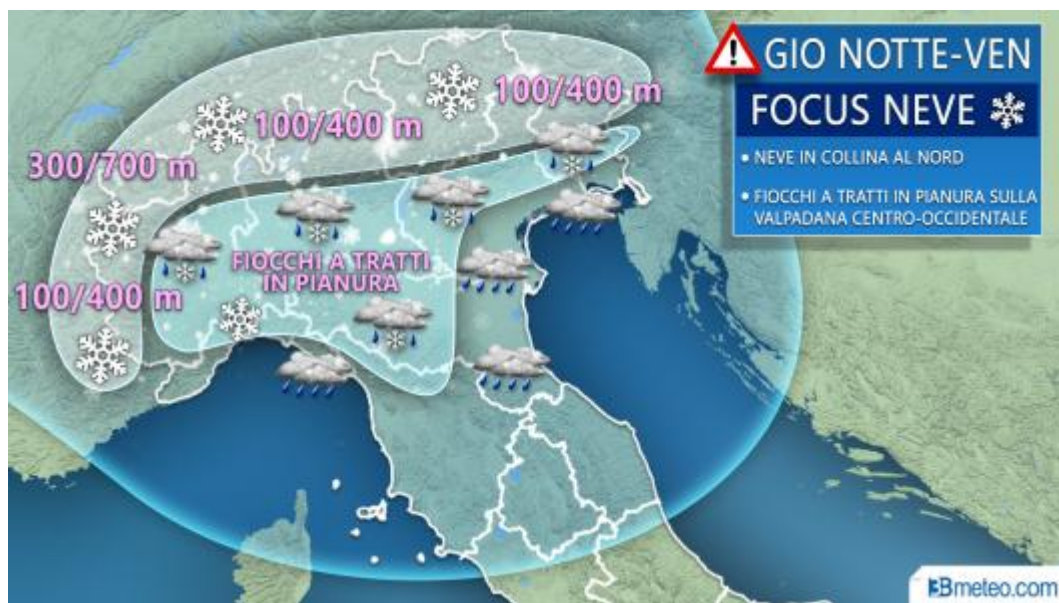 GIO NOTTE-VEN
FOCUS NEVE
• NEVE IN COLLINA AL NORD
• FIOCCHI A TRATTI IN PIANURA SULLA
VALPADANA CENTRO-OCCIDENTALE
100/400 m
100/400 m
300/700 m
FIOCCHI A TRATTI
IN PIANURA
100/400 m
3Bmeteo.com